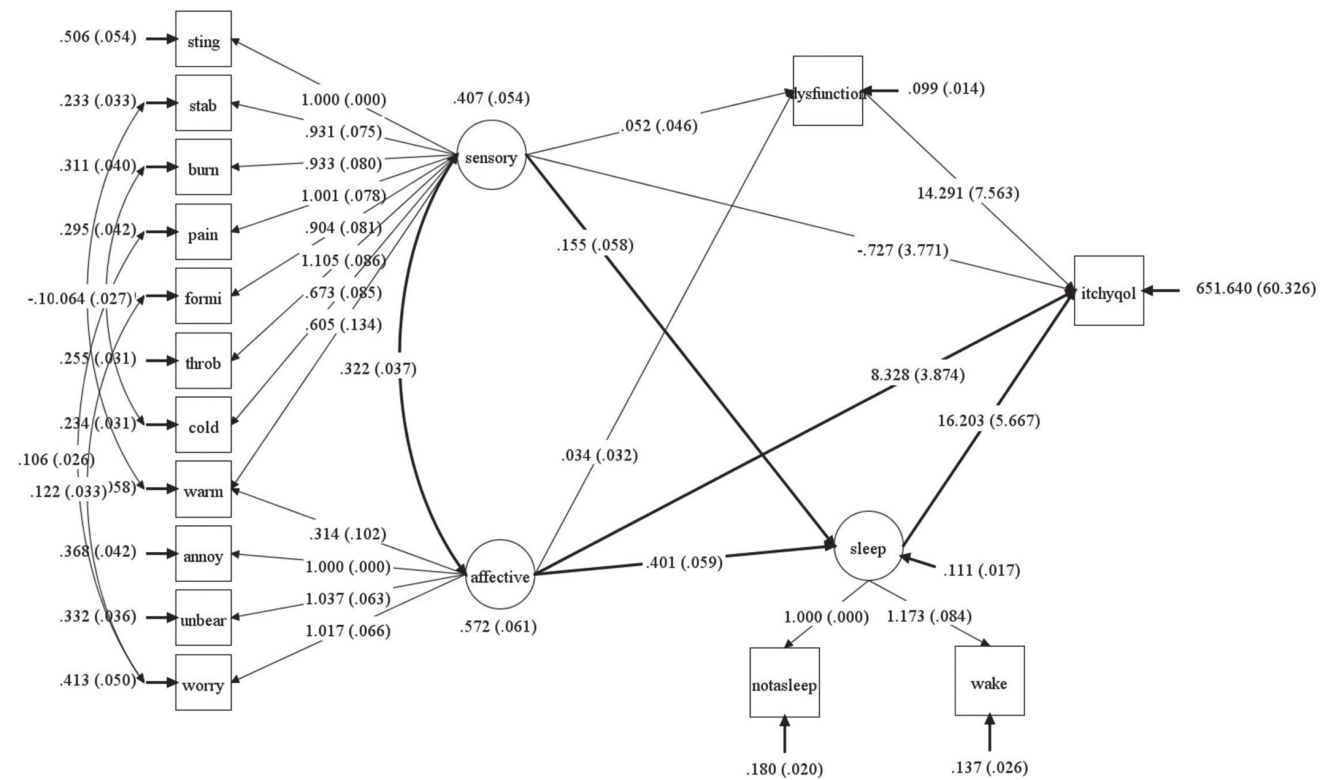 .506 (.054)
sting
.233 (.033)
stab
.311 (.040)
burn
.295 (.042)
pain
formi
.255 (.031)
throb
.234 (.031)
cold
.106 (.026)
.122 (.033)
warm
.368 (.042)
annoy
.332 (.036)
unbear
.413 (.050)
worry
1.000 (.000)
.931 (.075)
.933 (.080)
1.001 (.078)
.904 (.081)
1.105 (.086)
.673 (.085)
.605 (.134)
.407 (.054)
sensory
.322 (.037)
.314 (.102)
1.000 (.000)
1.037 (.063)
1.017 (.066)
affective
.572 (.061)
.052 (.046)
.155 (.058)
-.727 (3.771)
.034 (.032)
8.328 (3.874)
.401 (.059)
16.203 (5.667)
14.291 (7.563)
lysfunction
.099 (.014)
itchyqol
651.640 (60.326)
sleep
.111 (.017)
1.000 (.000)
1.173 (.084)
notasleep
wake
.180 (.020)
.137 (.026)